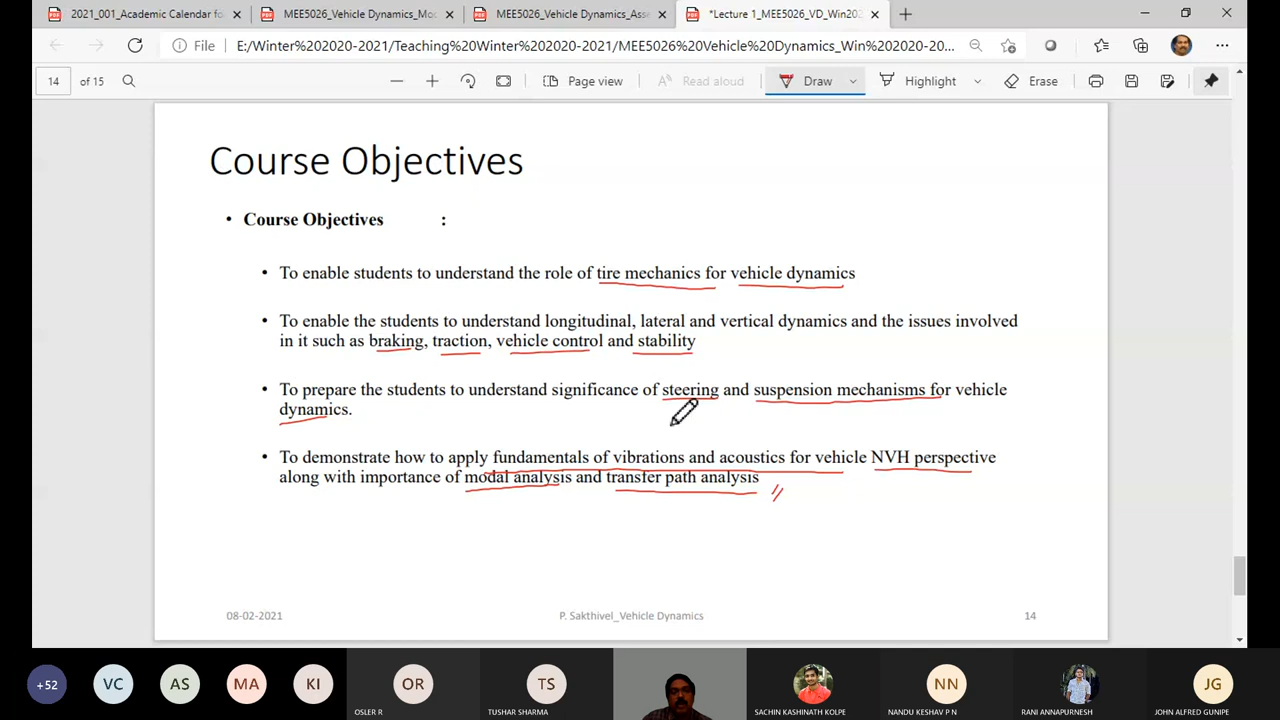 2021_001_Academic Calendar fo
MEE5026_Vehicle Dynamics_Mo
MEE5026_Vehicle Dynamics_Asse
*Lecture 1_MEE5026_VD_Win202
File
E:/Winter%202020-2021/Teaching%20Winter%202020-2021/MEE5026%20Vehicle%20Dynamics_Win%202020-20...
14 of 15
Page view
Read aloud
Draw
Highlight
Erase
Course Objectives
• Course Objectives :
• To enable students to understand the role of tire mechanics for vehicle dynamics
• To enable the students to understand longitudinal, lateral and vertical dynamics and the issues involved
in it such as braking, traction, vehicle control and stability
• To prepare the students to understand significance of steering and suspension mechanisms for vehicle
dynamics.
• To demonstrate how to apply fundamentals of vibrations and acoustics for vehicle NVH perspective
along with importance of modal analysis and transfer path analysis
08-02-2021
P. Sakthivel_Vehicle Dynamics
14
+52
VC
AS
MA
KI
OR
TS
NN
JG
OSLER R
TUSHAR SHARMA
SACHIN KASHINATH KOLPE
NANDU KESHAV P N
RANI ANNAPURNESH
JOHN ALFRED GUNIPE